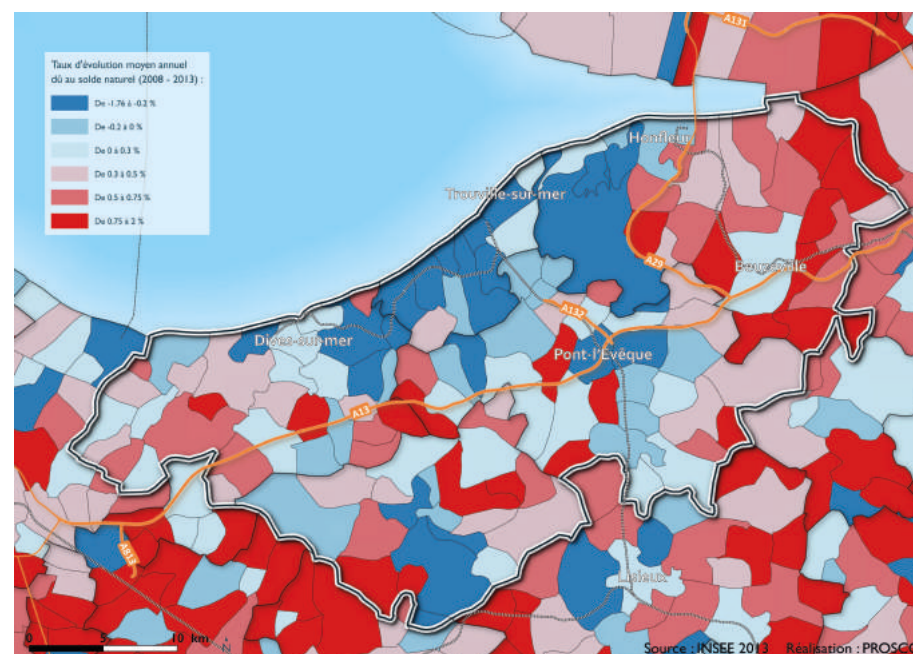 A131
Taux d'évolution moyen annuel
dû au solde naturel (2008 - 2013) :
De -1.76 à -0.2 %
De -0.2 à 0 %
De 0 à 0.3 %
De 0.3 à 0.5 %
De 0.5 à 0.75 %
De 0.75 à 2 %
Honfleur
Trouville-sur-mer
A29
Beuzeville
A132
Dives-sur-mer
Pont-l'Évêque
A13
A813
Lisieux
0 5 10 km
N
Source : INSEE 2013 Réalisation : PROSCO